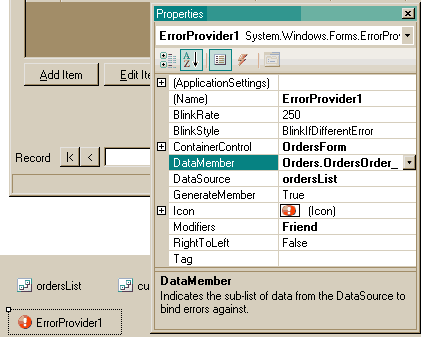 Properties
ErrorProvider1 System.Windows.Forms.ErrorPro
(ApplicationSettings)
(Name) ErrorProvider1
BlinkRate 250
BlinkStyle BlinkIfDifferentError
ContainerControl OrdersForm
DataMember Orders.OrdersOrder_
DataSource ordersList
GenerateMember True
Icon (Icon)
Modifiers Friend
RightToLeft False
Tag
DataMember
Indicates the sub-list of data from the DataSource to
bind errors against.
Add Item Edit Ite
Record
ordersList cu
ErrorProvider1